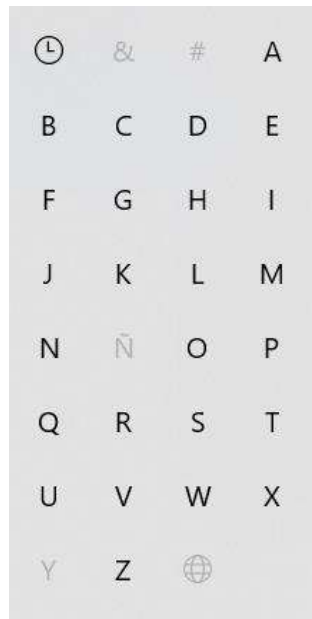 & # A
B C D E
F G H I
J K L M
N Ñ O P
Q R S T
U V W X
Y Z